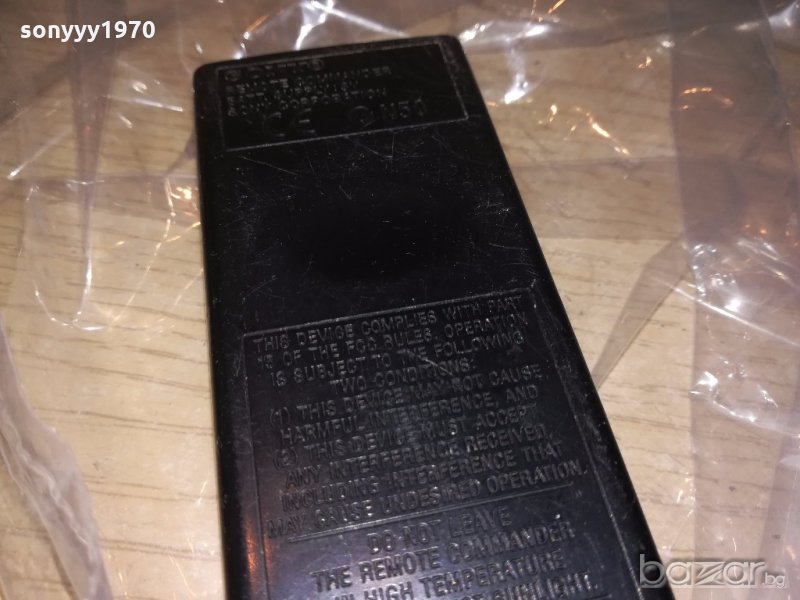 sonyyy1970
COMMANDER
SONY CORPORATION
CE N50
THIS DEVICE COMPLIES WITH PART
15 OF THE FCC RULES. OPERATION
IS SUBJECT TO THE FOLLOWING
TWO CONDITIONS:
(1) THIS DEVICE MAY NOT CAUSE
HARMFUL INTERFERENCE, AND
(2) THIS DEVICE MUST ACCEPT
ANY INTERFERENCE RECEIVED,
INCLUDING INTERFERENCE THAT
MAY CAUSE UNDESIRED OPERATION.
DO NOT LEAVE
THE REMOTE COMMANDER
IN HIGH TEMPERATURE
SUNLIGHT.
bazar.bg